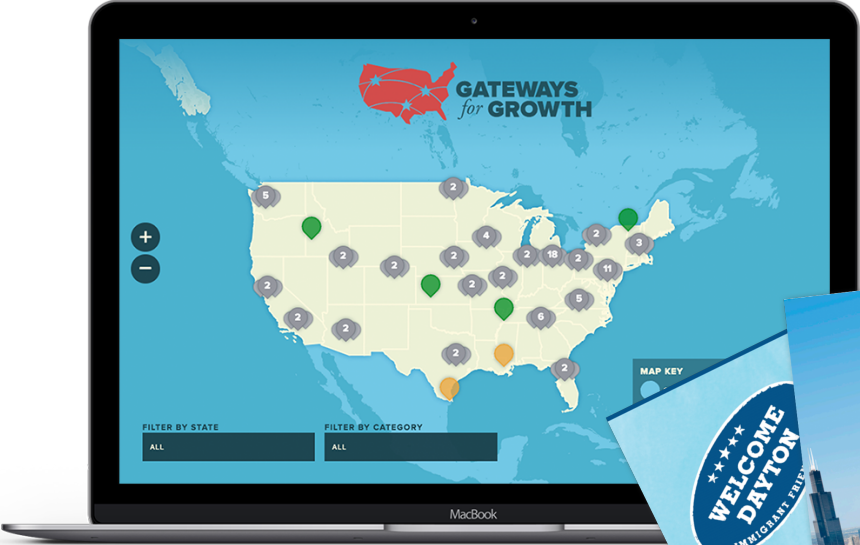 GATEWAYS
for GROWTH
5
2
2
4
2
3
2
2
2
2
18
2
11
2
2
2
5
2
6
2
2
2
+
−
MAP KEY
FILTER BY STATE
FILTER BY CATEGORY
ALL
ALL
MacBook
WELCOME
DAYTON